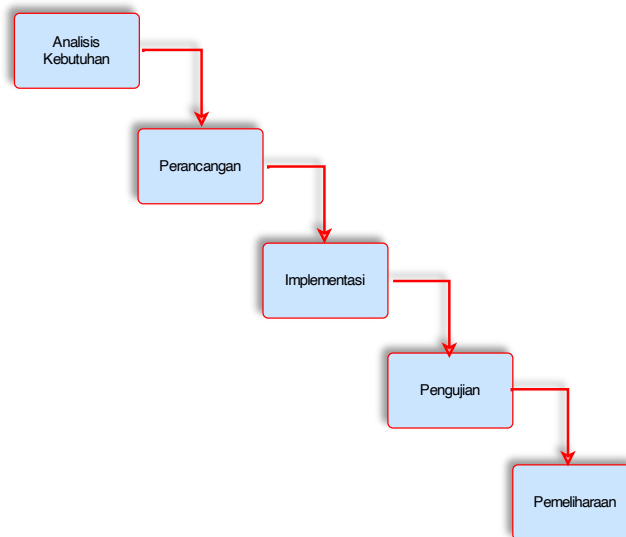 Analisis
Kebutuhan
Perancangan
Implementasi
Pengujian
Pemeliharaan